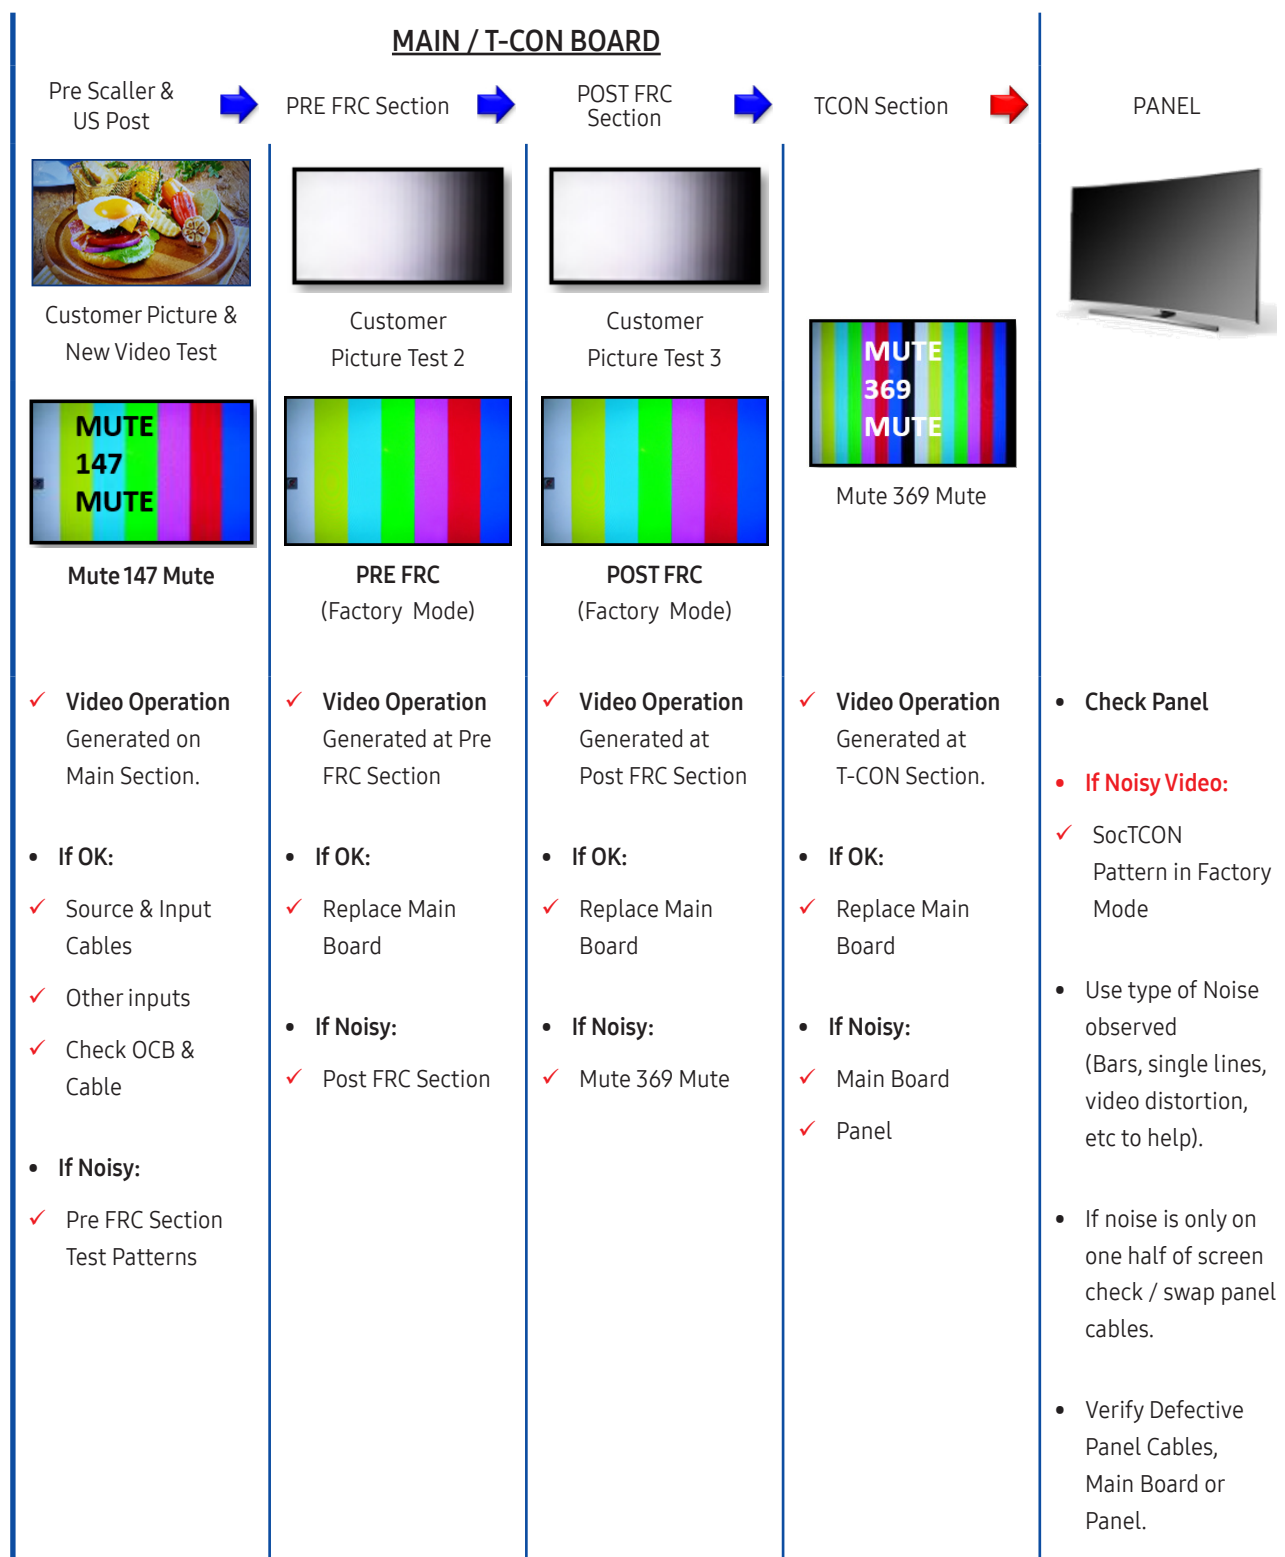 MAIN / T-CON BOARD
Pre Scaller &
US Post
PRE FRC Section
POST FRC
Section
TCON Section
PANEL
Customer Picture &
New Video Test
MUTE
147
MUTE
Mute 147 Mute
Video Operation
Generated on
Main Section.
• If OK:
Source & Input
Cables
Other inputs
Check OCB &
Cable
• If Noisy:
Pre FRC Section
Test Patterns
Customer
Picture Test 2
PRE FRC
(Factory Mode)
Video Operation
Generated at Pre
FRC Section
• If OK:
Replace Main
Board
• If Noisy:
Post FRC Section
Customer
Picture Test 3
POST FRC
(Factory Mode)
Video Operation
Generated at
Post FRC Section
• If OK:
Replace Main
Board
• If Noisy:
Mute 369 Mute
MUTE
369
MUTE
Mute 369 Mute
Video Operation
Generated at
T-CON Section.
• If OK:
Replace Main
Board
• If Noisy:
Main Board
Panel
• Check Panel
• If Noisy Video:
SocTCON
Pattern in Factory
Mode
• Use type of Noise
observed
(Bars, single lines,
video distortion,
etc to help).
• If noise is only on
one half of screen
check / swap panel
cables.
• Verify Defective
Panel Cables,
Main Board or
Panel.